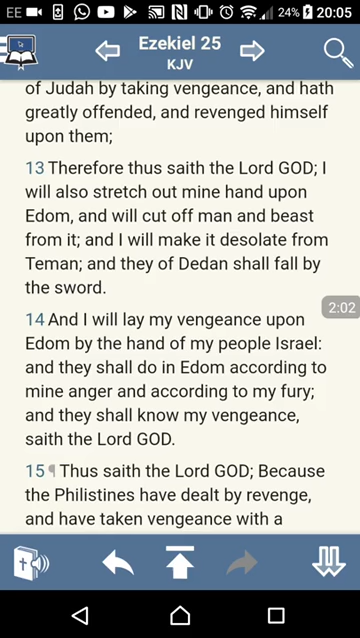 EE 24% 20:05
Ezekiel 25
KJV
of Judah by taking vengeance, and hath
greatly offended, and revenged himself
upon them;
13 Therefore thus saith the Lord GOD; I
will also stretch out mine hand upon
Edom, and will cut off man and beast
from it; and I will make it desolate from
Teman; and they of Dedan shall fall by
the sword.
2:02
14 And I will lay my vengeance upon
Edom by the hand of my people Israel:
and they shall do in Edom according to
mine anger and according to my fury;
and they shall know my vengeance,
saith the Lord GOD.
15 ¶ Thus saith the Lord GOD; Because
the Philistines have dealt by revenge,
and have taken vengeance with a